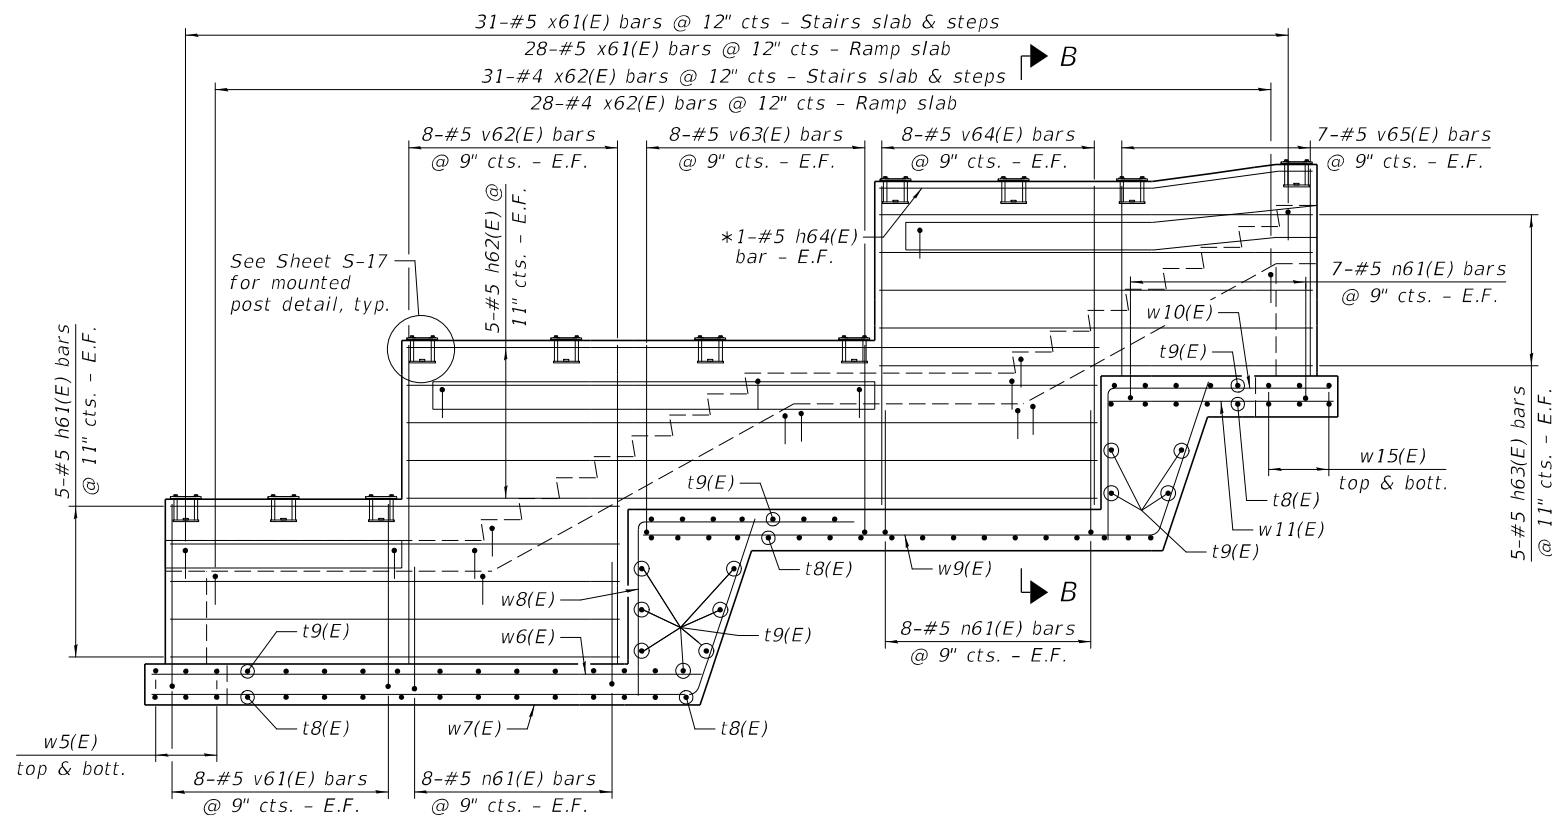 31-#5 x61(E) bars @ 12" cts - Stairs slab & steps
28-#5 x61(E) bars @ 12" cts - Ramp slab
B
31-#4 x62(E) bars @ 12" cts - Stairs slab & steps
28-#4 x62(E) bars @ 12" cts - Ramp slab
8-#5 v62(E) bars
@ 9" cts. - E.F.
8-#5 v63(E) bars
@ 9" cts. - E.F.
8-#5 v64(E) bars
@ 9" cts. - E.F.
7-#5 v65(E) bars
@ 9" cts. - E.F.
5-#5 h62(E) @
11" cts. - E.F.
*1-#5 h64(E)
bar - E.F.
See Sheet S-17
for mounted
post detail, typ.
7-#5 n61(E) bars
@ 9" cts. - E.F.
w10(E)
t9(E)
5-#5 h61(E) bars
@ 11" cts. - E.F.
5-#5 h63(E) bars
@ 11" cts. - E.F.
w15(E)
top & bott.
t9(E)
t8(E)
w11(E)
t9(E)
t8(E)
w9(E)
w8(E)
B
t9(E)
w6(E)
t9(E)
8-#5 n61(E) bars
@ 9" cts. - E.F.
t8(E)
w7(E)
t8(E)
w5(E)
top & bott.
8-#5 v61(E) bars
@ 9" cts. - E.F.
8-#5 n61(E) bars
@ 9" cts. - E.F.